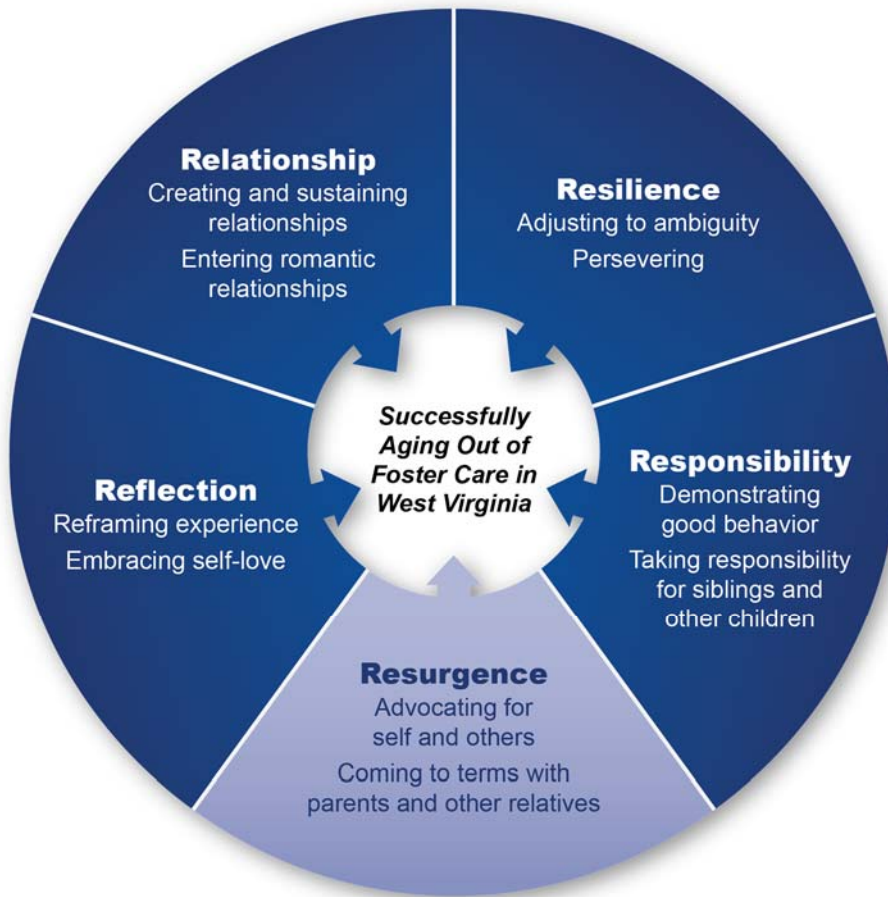 Relationship
Creating and sustaining
relationships
Entering romantic
relationships
Resilience
Adjusting to ambiguity
Persevering
Successfully
Aging Out of
Foster Care in
West Virginia
Reflection
Reframing experience
Embracing self-love
Responsibility
Demonstrating
good behavior
Taking responsibility
for siblings and
other children
Resurgence
Advocating for
self and others
Coming to terms with
parents and other relatives